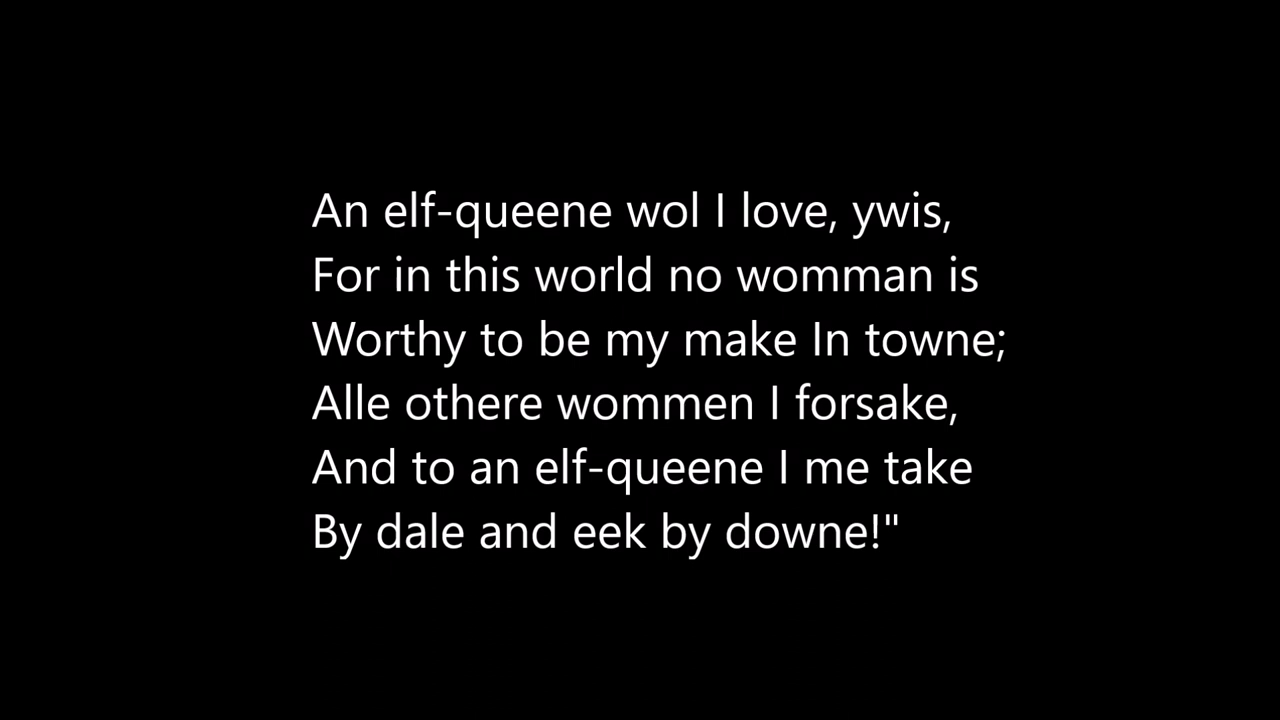 An elf-queene wol I love, ywis,
For in this world no womman is
Worthy to be my make In towne;
Alle othere wommen I forsake,
And to an elf-queene I me take
By dale and eek by downe!"